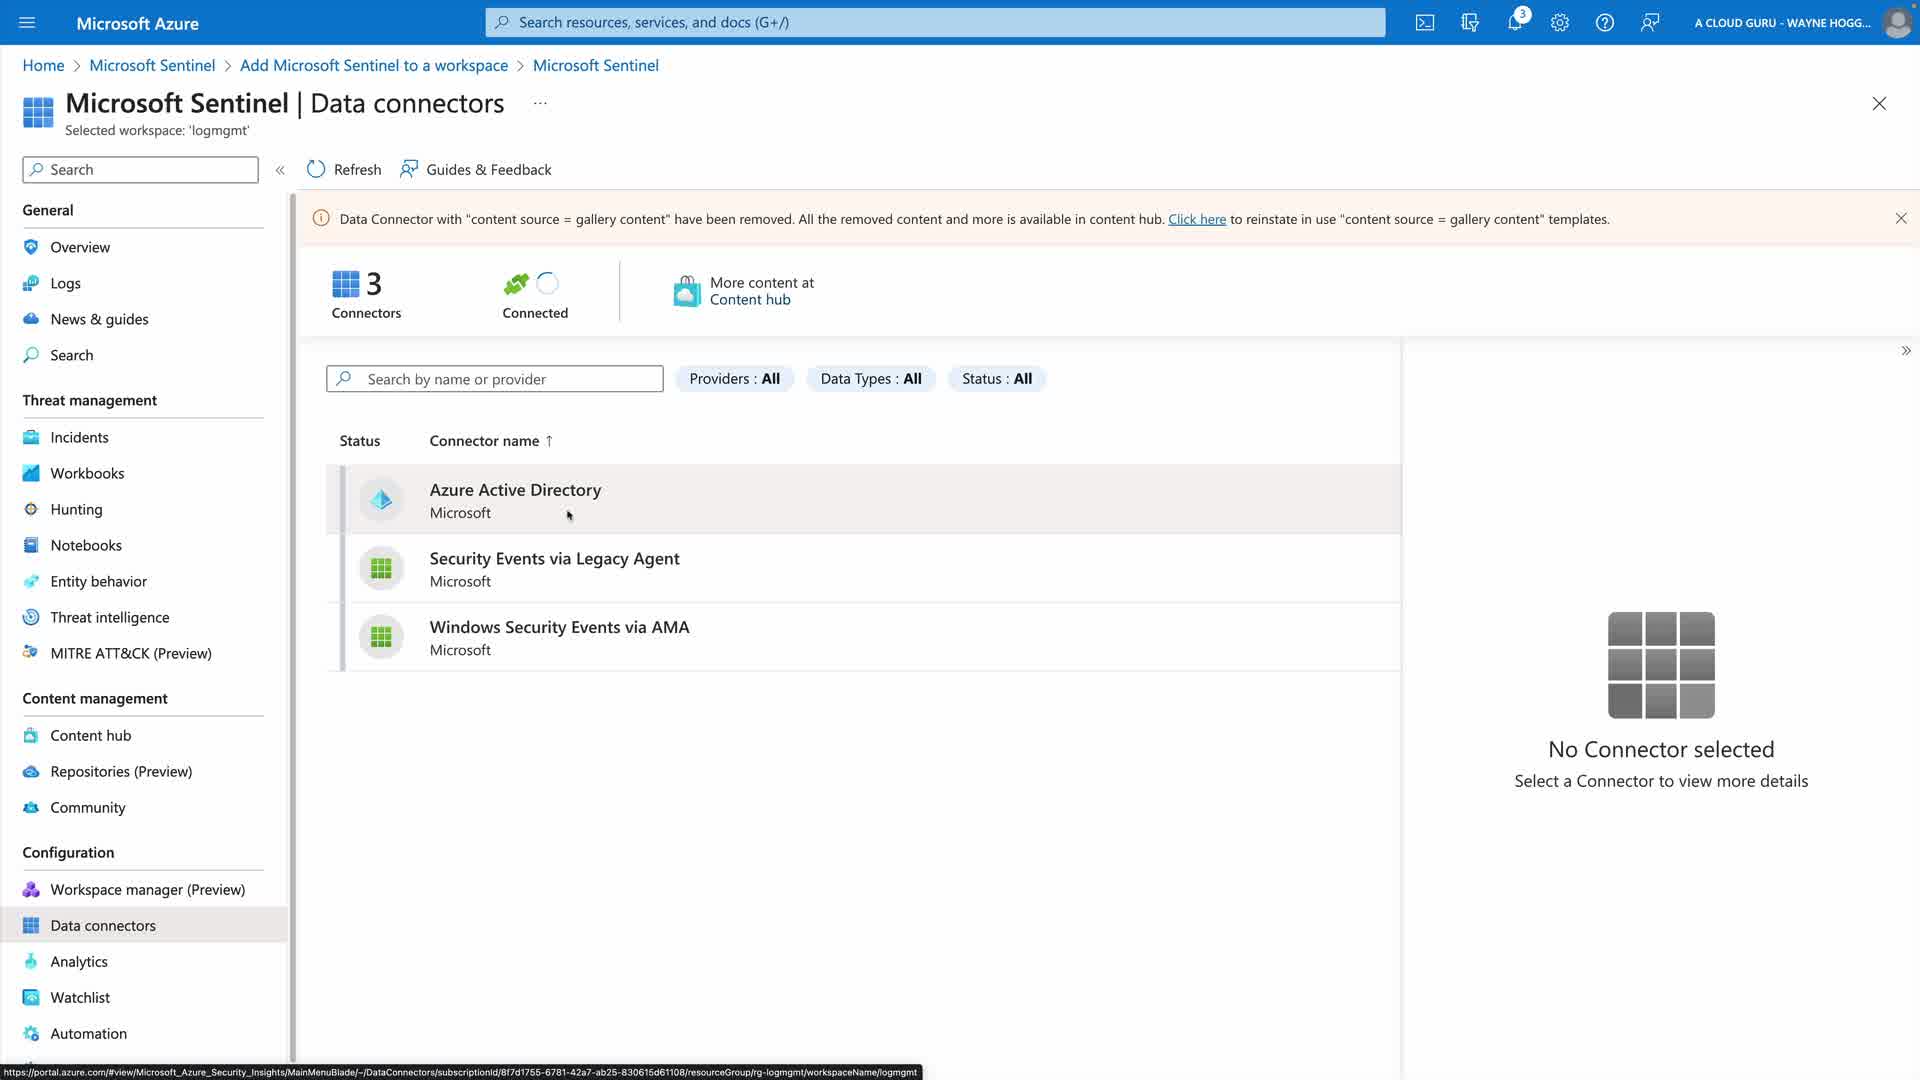 Microsoft Azure
Search resources, services, and docs (G+/)
3
A CLOUD GURU - WAYNE HOGG...
Home > Microsoft Sentinel > Add Microsoft Sentinel to a workspace > Microsoft Sentinel
Microsoft Sentinel | Data connectors ...
Selected workspace: 'logmgmt'
Search
«
Refresh
Guides & Feedback
General
Overview
Logs
News & guides
Search
Threat management
Incidents
Workbooks
Hunting
Notebooks
Entity behavior
Threat intelligence
MITRE ATT&CK (Preview)
Content management
Content hub
Repositories (Preview)
Community
Configuration
Workspace manager (Preview)
Data connectors
Analytics
Watchlist
Automation
Data Connector with "content source = gallery content" have been removed. All the removed content and more is available in content hub. Click here to reinstate in use "content source = gallery content" templates.
3
Connectors
Connected
More content at
Content hub
»
Search by name or provider
Providers : All
Data Types : All
Status : All
Status
Connector name ↑
Azure Active Directory
Microsoft
Security Events via Legacy Agent
Microsoft
Windows Security Events via AMA
Microsoft
No Connector selected
Select a Connector to view more details
https://portal.azure.com/#view/Microsoft_Azure_Security_Insights/MainMenuBlade/~/DataConnectors/subscriptionId/8f7d1755-6781-42a7-ab25-830615d61108/resourceGroup/rg-logmgmt/workspaceName/logmgmt